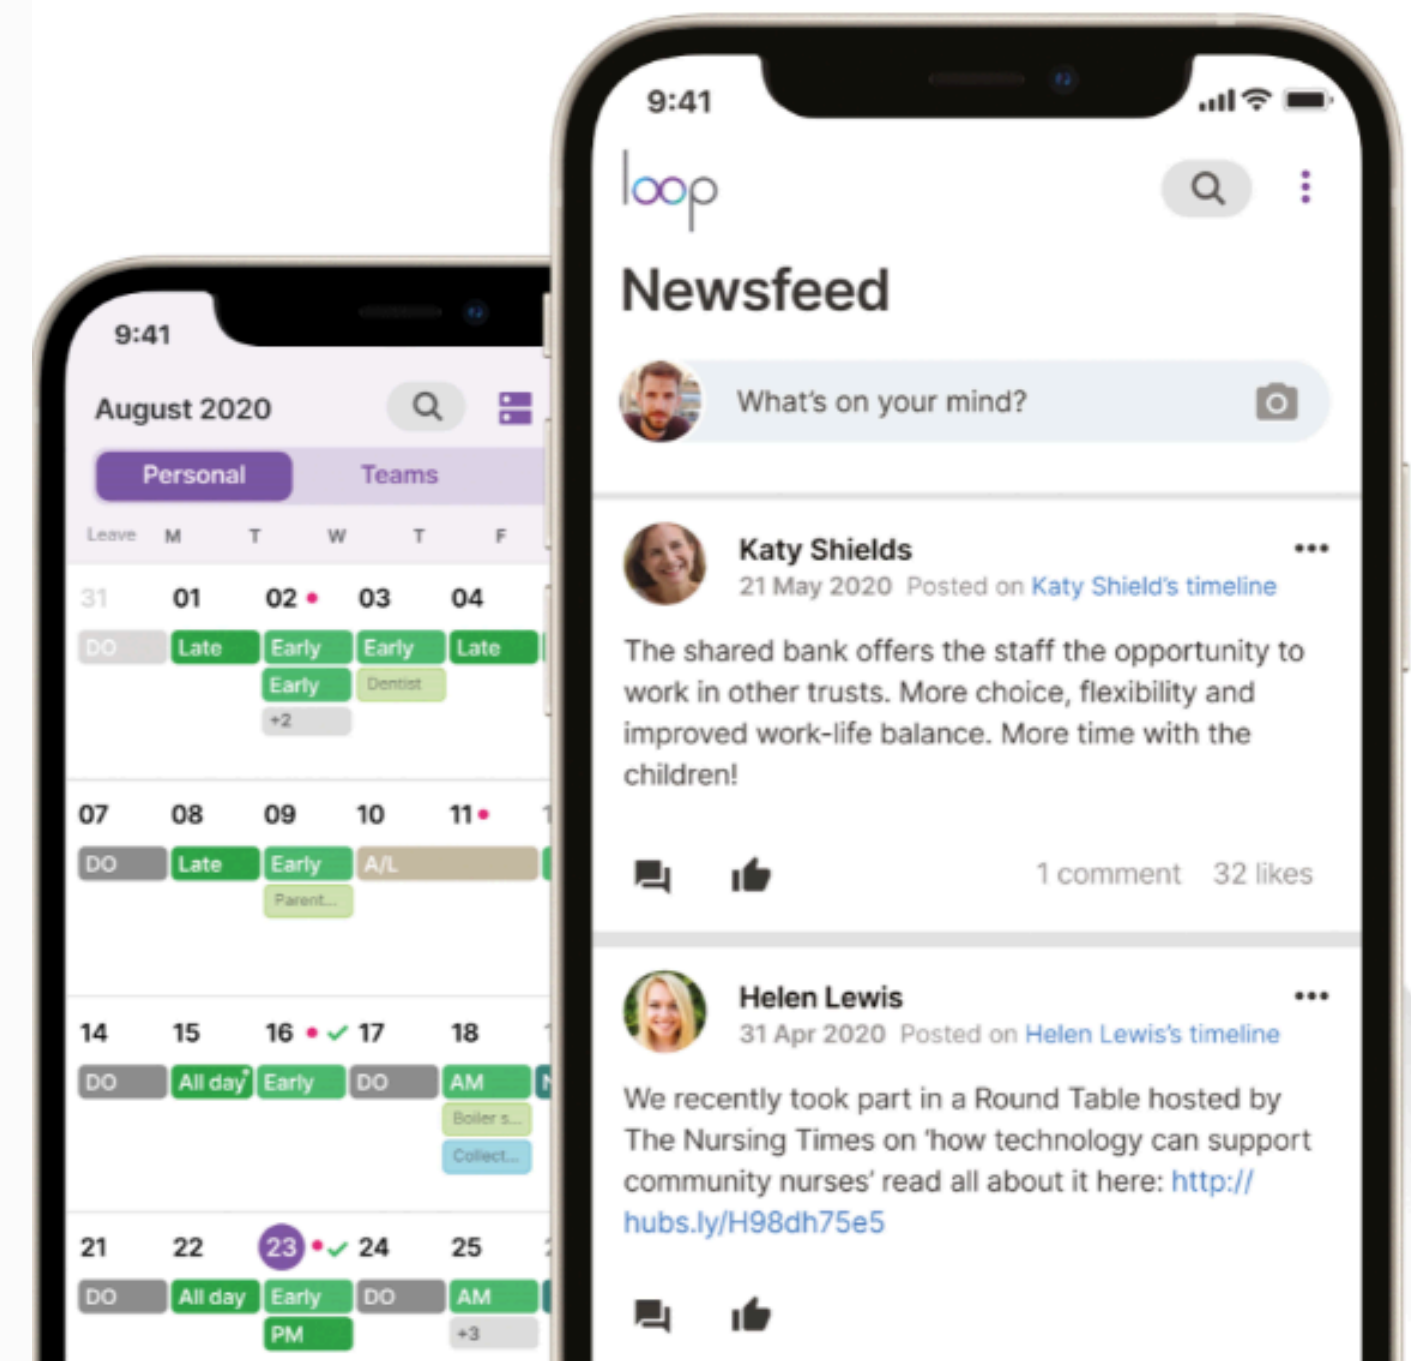 9:41
August 2020
Personal Teams
Leave M T W T F
31 01 02 03 04
DO Late Early Early Late
Early Dentist
+2
07 08 09 10 11
DO Late Early A/L
Parent...
14 15 16 17 18
DO All day Early DO AM
Boiler s...
Collect...
21 22 23 24 25
DO All day Early DO AM
PM +3
9:41
loop
Newsfeed
What's on your mind?
Katy Shields
21 May 2020 Posted on Katy Shield's timeline
The shared bank offers the staff the opportunity to
work in other trusts. More choice, flexibility and
improved work-life balance. More time with the
children!
1 comment 32 likes
Helen Lewis
31 Apr 2020 Posted on Helen Lewis's timeline
We recently took part in a Round Table hosted by
The Nursing Times on 'how technology can support
community nurses' read all about it here: http://
hubs.ly/H98dh75e5